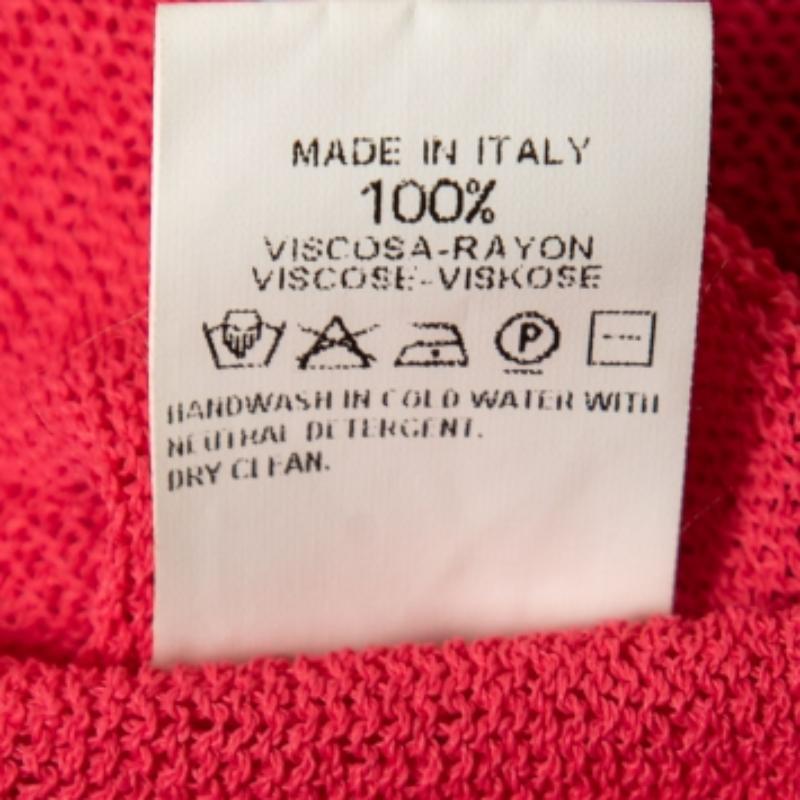 MADE IN ITALY
100%
VISCOSA-RAYON
VISCOSE-VISKOSE
P
HANDWASH IN COLD WATER WITH
NEUTRAL DETERGENT.
DRY CLEAN.